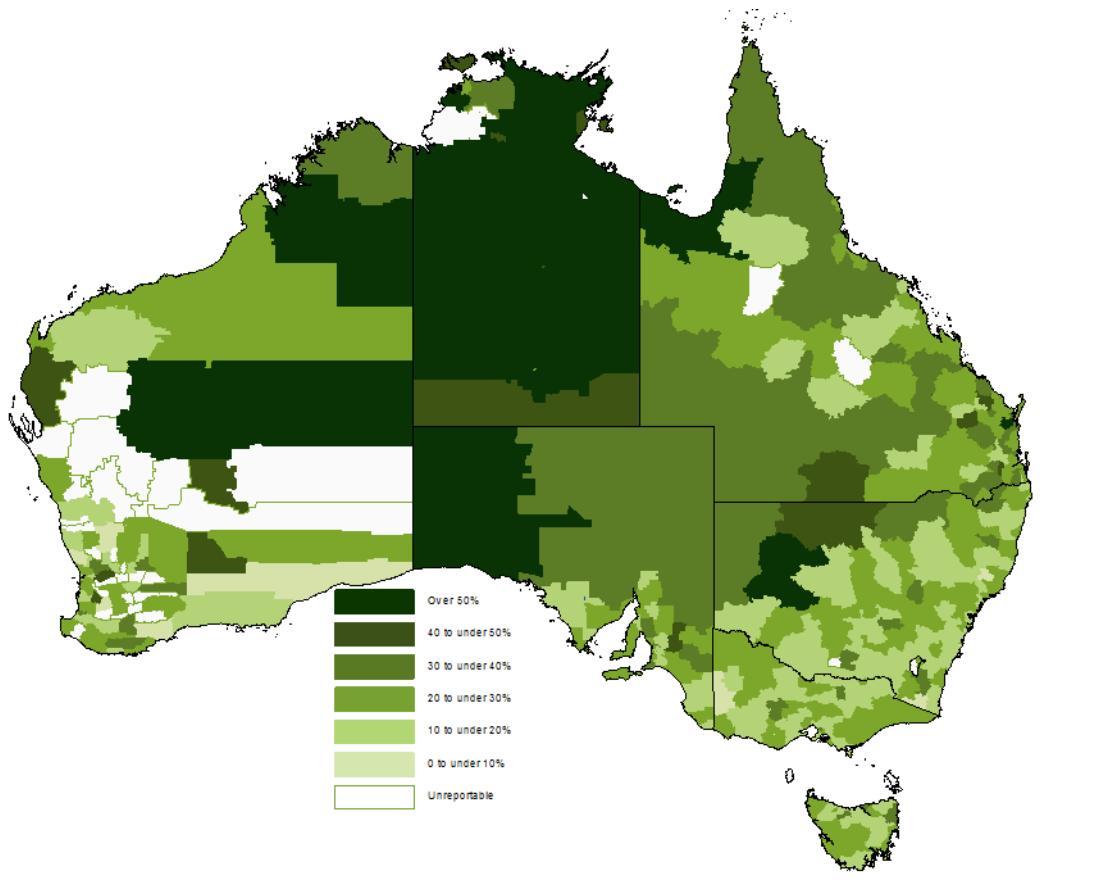 Over 50%
40 to under 50%
30 to under 40%
20 to under 30%
10 to under 20%
0 to under 10%
Unreportable